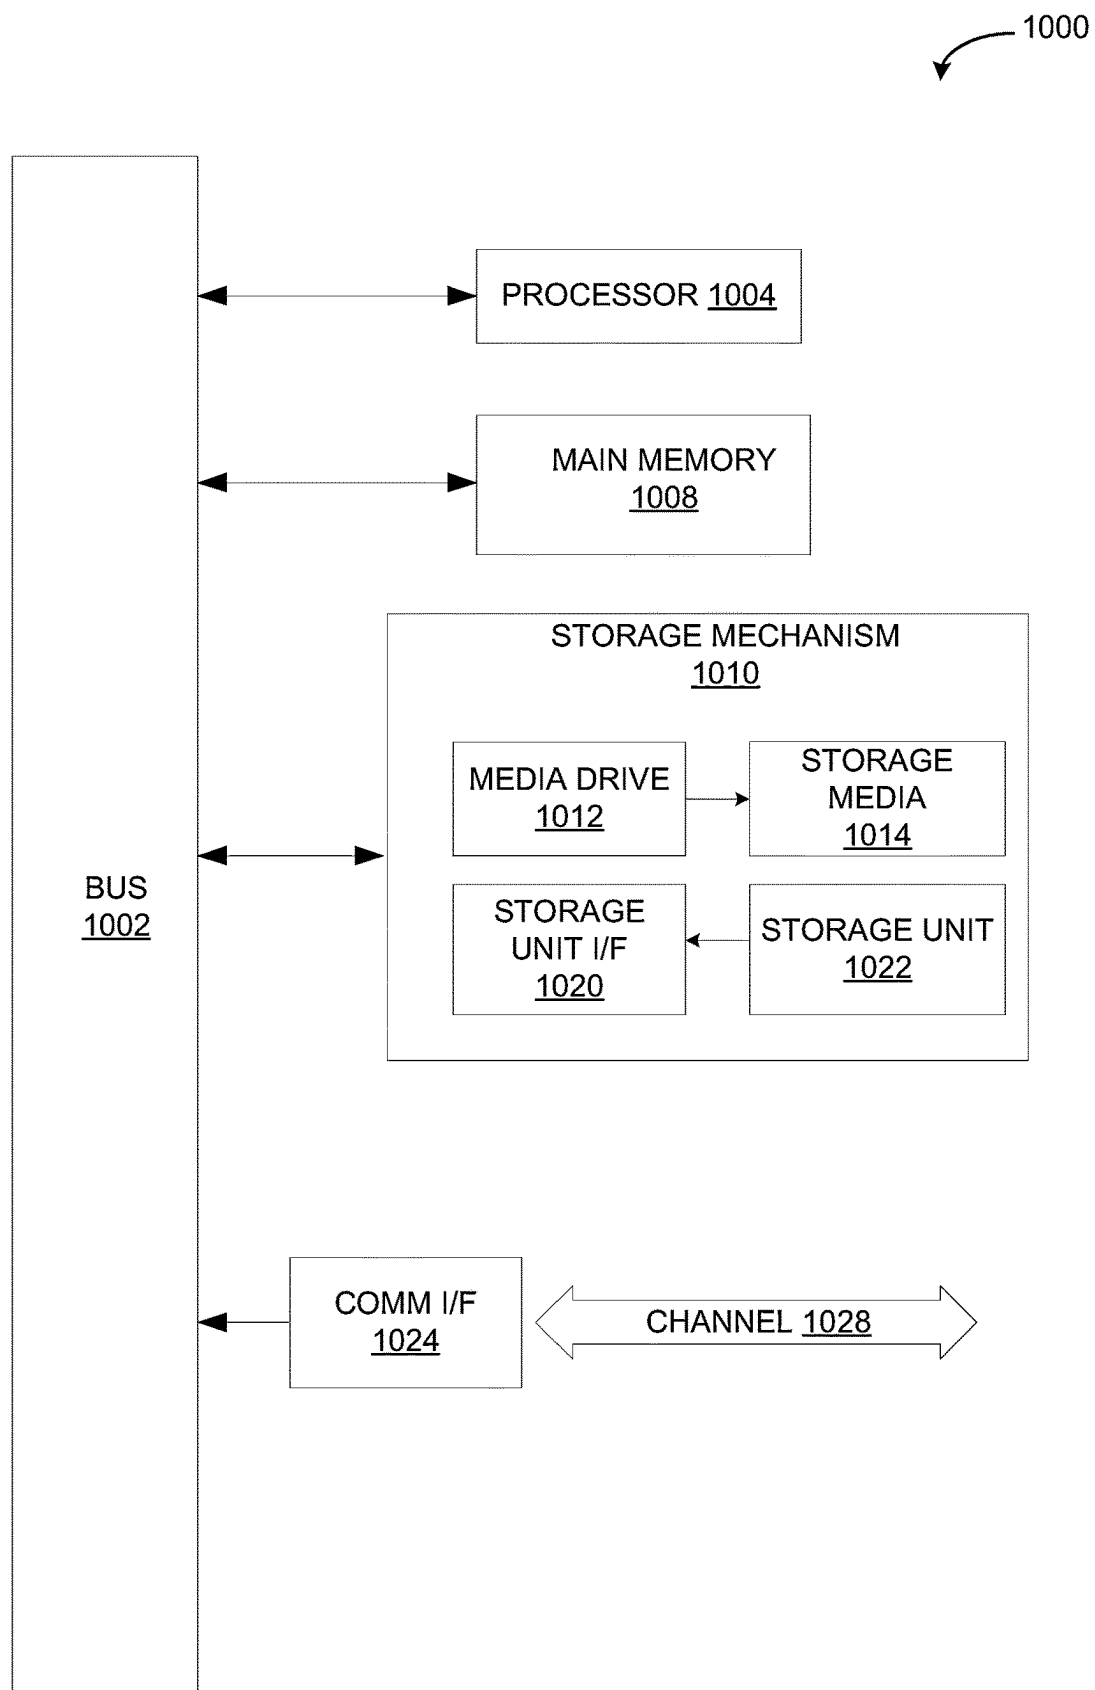 1000
PROCESSOR 1004
MAIN MEMORY
1008
STORAGE MECHANISM
1010
MEDIA DRIVE
1012
STORAGE
MEDIA
1014
BUS
1002
STORAGE
UNIT I/F
1020
STORAGE UNIT
1022
COMM I/F
1024
CHANNEL 1028